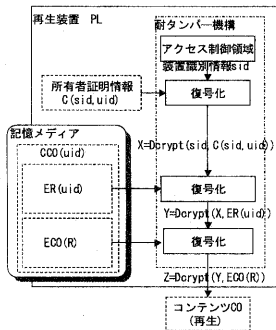 再生装置 PL
耐タンパー機構
アクセス制御領域
装置識別情報sid
所有者証明情報
C(sid,uid)
復号化
X=Dcrypt(sid,C(sid,uid))
記憶メディア
CCO(uid)
ER(uid)
復号化
Y=Dcrypt(X,ER(uid))
ECO(R)
復号化
Z=Dcrypt(Y,ECO(R))
コンテンツCO
(再生)